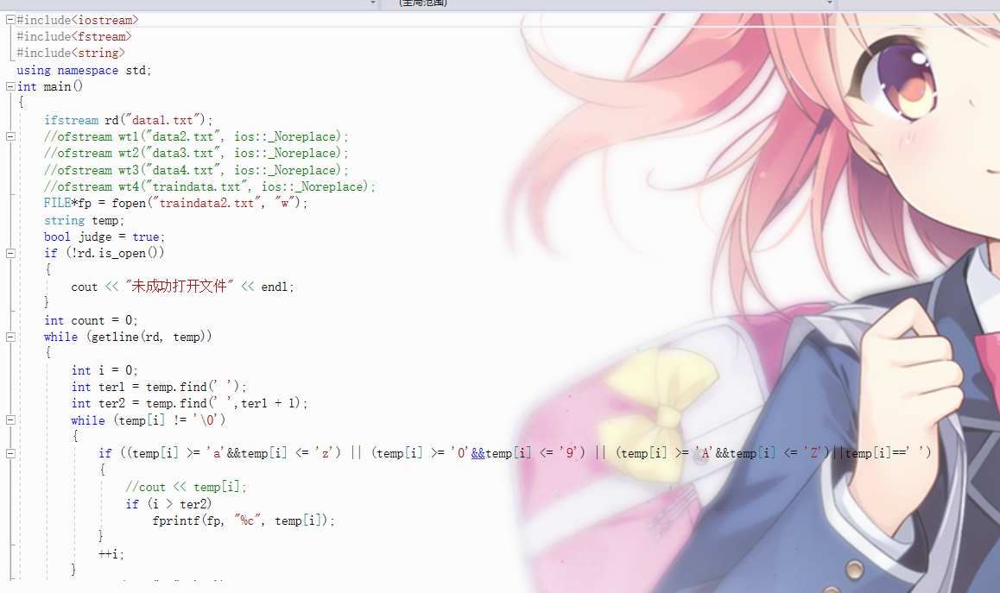 (全局范围)
#include<iostream>
#include<fstream>
#include<string>
using namespace std;
int main()
{
ifstream rd("data1.txt");
//ofstream wt1("data2.txt", ios::_Noreplace);
//ofstream wt2("data3.txt", ios::_Noreplace);
//ofstream wt3("data4.txt", ios::_Noreplace);
//ofstream wt4("traindata.txt", ios::_Noreplace);
FILE*fp = fopen("traindata2.txt", "w");
string temp;
bool judge = true;
if (!rd.is_open())
{
cout << "未成功打开文件" << endl;
}
int count = 0;
while (getline(rd, temp))
{
int i = 0;
int ter1 = temp.find(' ');
int ter2 = temp.find(' ',ter1 + 1);
while (temp[i] != '\0')
{
if ((temp[i] >= 'a'&&temp[i] <= 'z') || (temp[i] >= '0'&&temp[i] <= '9') || (temp[i] >= 'A'&&temp[i] <= 'Z')||temp[i]==' ')
{
//cout << temp[i];
if (i > ter2)
fprintf(fp, "%c", temp[i]);
}
++i;
}